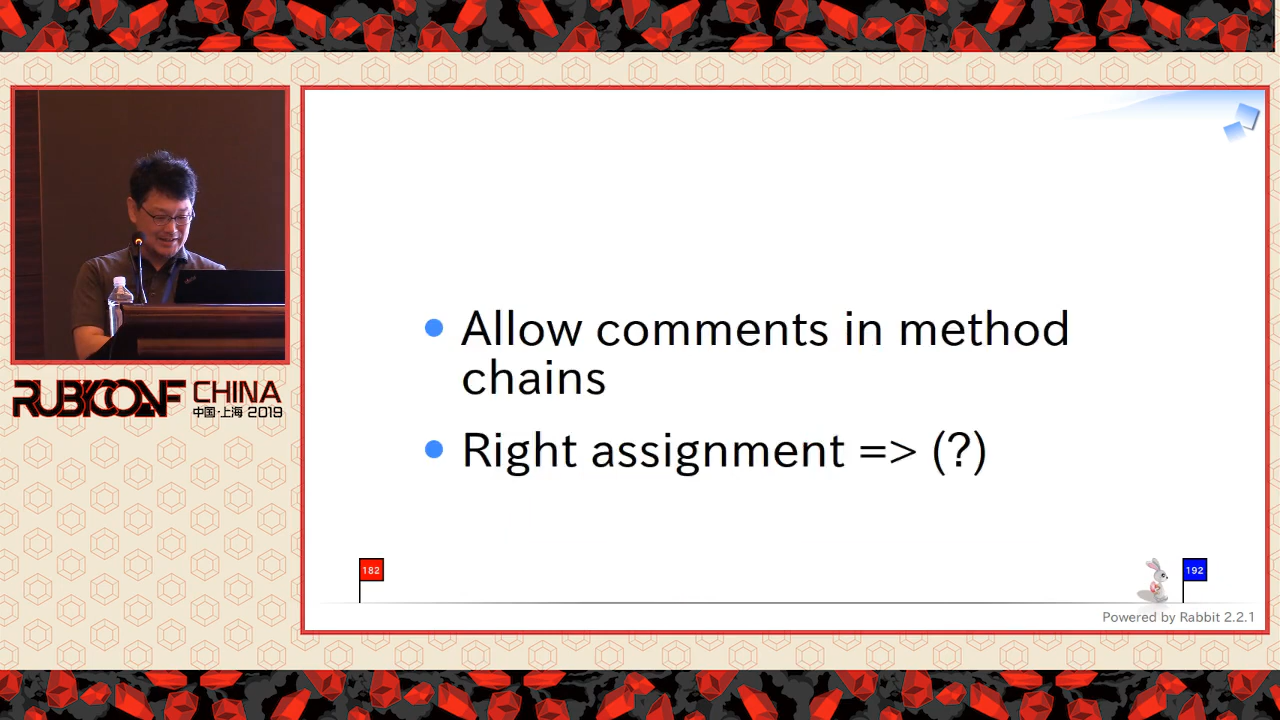 Allow comments in method
chains
Right assignment => (?)
182
192
Powered by Rabbit 2.2.1
RUBYCONF CHINA
中国·上海 2019
acer